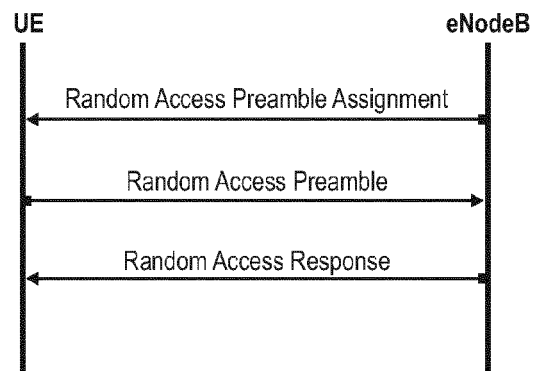 UE eNodeB
Random Access Preamble Assignment
Random Access Preamble
Random Access Response